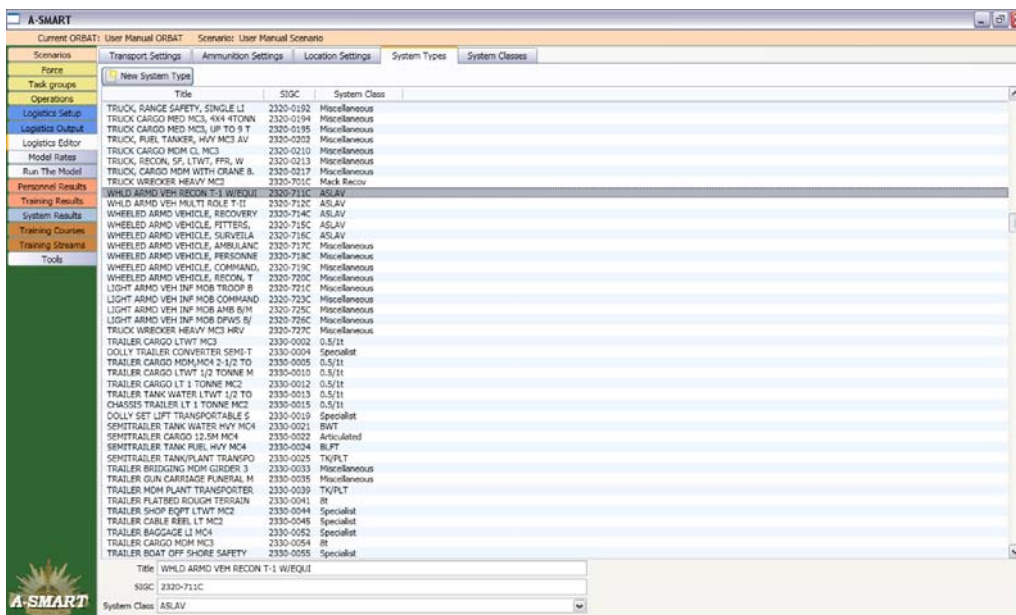 A-SMART
Current ORBAT: User Manual ORBAT Scenario: User Manual Scenario
Scenarios
Force
Task groups
Operations
Logistics Setup
Logistics Output
Logistics Editor
Model Rates
Run The Model
Personnel Results
Training Results
System Results
Training Courses
Training Streams
Tools
A-SMART
Transport Settings Ammunition Settings Location Settings System Types System Classes
New System Type
Title SIGC System Class
TRUCK, RANGE SAFETY, SINGLE LI 2320-0192 Miscellaneous
TRUCK CARGO MED MC3, 4X4 4TONN 2320-0194 Miscellaneous
TRUCK CARGO MED MC3, UP TO 9 T 2320-0195 Miscellaneous
TRUCK, FUEL TANKER, HVY MC3 AV 2320-0202 Miscellaneous
TRUCK CARGO MDM CL MC3 2320-0210 Miscellaneous
TRUCK, RECON, SF, LTWT, FFR, W 2320-0213 Miscellaneous
TRUCK, CARGO MDM WITH CRANE 8. 2320-0217 Miscellaneous
TRUCK WRECKER HEAVY MC2 2320-701C Mack Recov
WHLD ARMD VEH RECON T-1 W/EQUI 2320-711C ASLAV
WHLD ARMD VEH MULTI ROLE T-II 2320-712C ASLAV
WHEELED ARMD VEHICLE, RECOVERY 2320-714C ASLAV
WHEELED ARMD VEHICLE, FITTERS, 2320-715C ASLAV
WHEELED ARMD VEHICLE, SURVEILA 2320-716C ASLAV
WHEELED ARMD VEHICLE, AMBULANC 2320-717C Miscellaneous
WHEELED ARMD VEHICLE, PERSONNE 2320-718C Miscellaneous
WHEELED ARMD VEHICLE, COMMAND, 2320-719C Miscellaneous
WHEELED ARMD VEHICLE, RECON, T 2320-720C Miscellaneous
LIGHT ARMD VEH INF MOB TROOP B 2320-721C Miscellaneous
LIGHT ARMD VEH INF MOB COMMAND 2320-723C Miscellaneous
LIGHT ARMD VEH INF MOB AMB B/M 2320-725C Miscellaneous
LIGHT ARMD VEH INF MOB DFWS B/ 2320-726C Miscellaneous
TRUCK WRECKER HEAVY MC3 HRV 2320-727C Miscellaneous
TRAILER CARGO LTWT MC3 2330-0002 0.5/1t
DOLLY TRAILER CONVERTER SEMI-T 2330-0004 Specialist
TRAILER CARGO MDM,MC4 2-1/2 TO 2330-0005 0.5/1t
TRAILER CARGO LTWT 1/2 TONNE M 2330-0010 0.5/1t
TRAILER CARGO LT 1 TONNE MC2 2330-0012 0.5/1t
TRAILER TANK WATER LTWT 1/2 TO 2330-0013 0.5/1t
CHASSIS TRAILER LT 1 TONNE MC2 2330-0015 0.5/1t
DOLLY SET LIFT TRANSPORTABLE S 2330-0019 Specialist
SEMITRAILER TANK WATER HVY MC4 2330-0021 BWT
SEMITRAILER CARGO 12.5M MC4 2330-0022 Articulated
SEMITRAILER TANK FUEL HVY MC4 2330-0024 BLFT
SEMITRAILER TANK/PLANT TRANSPO 2330-0025 TK/PLT
TRAILER BRIDGING MDM GIRDER 3 2330-0033 Miscellaneous
TRAILER GUN CARRIAGE FUNERAL M 2330-0035 Miscellaneous
TRAILER MDM PLANT TRANSPORTER 2330-0039 TK/PLT
TRAILER FLATBED ROUGH TERRAIN 2330-0041 8t
TRAILER SHOP EQPT LTWT MC2 2330-0044 Specialist
TRAILER CABLE REEL LT MC2 2330-0045 Specialist
TRAILER BAGGAGE LI MC4 2330-0052 Specialist
TRAILER CARGO MDM MC3 2330-0054 8t
TRAILER BOAT OFF SHORE SAFETY 2330-0055 Specialist
Title WHLD ARMD VEH RECON T-1 W/EQUI
SIGC 2320-711C
System Class ASLAV